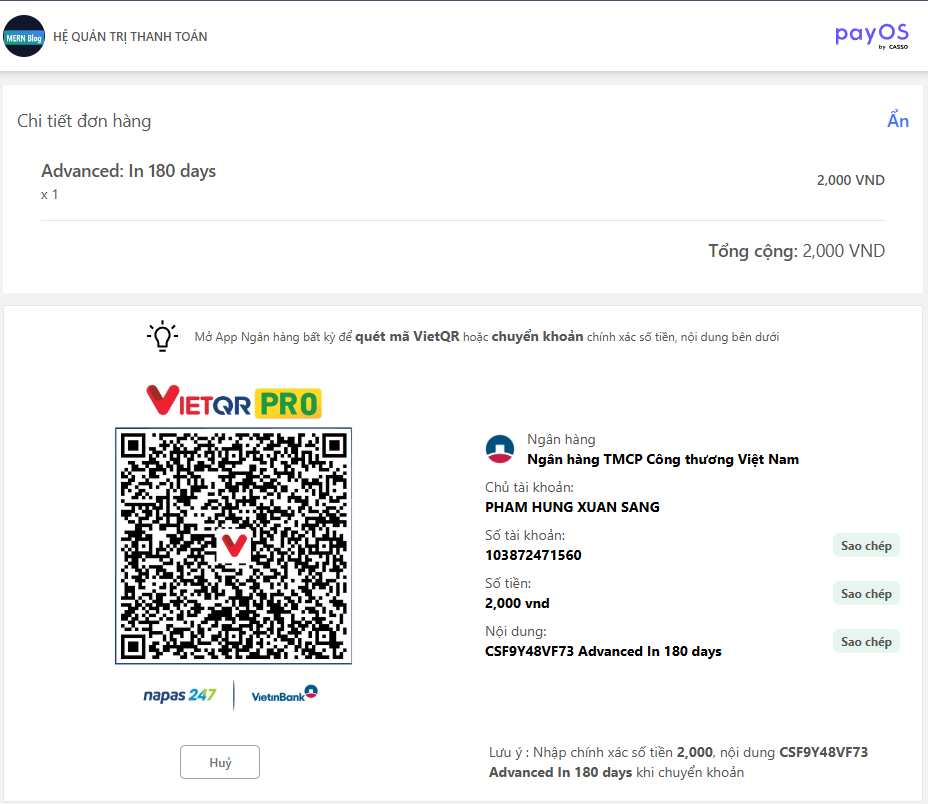 MERN Blog HỆ QUẢN TRỊ THANH TOÁN
payOS
by CASSO
Chi tiết đơn hàng
Ẩn
Advanced: In 180 days
x 1
2,000 VND
Tổng cộng: 2,000 VND
Mở App Ngân hàng bất kỳ để quét mã VietQR hoặc chuyển khoản chính xác số tiền, nội dung bên dưới
VIETQR PRO
Ngân hàng
Ngân hàng TMCP Công thương Việt Nam
Chủ tài khoản:
PHAM HUNG XUAN SANG
Số tài khoản:
103872471560
Sao chép
Số tiền:
2,000 vnd
Sao chép
Nội dung:
CSF9Y48VF73 Advanced In 180 days
Sao chép
napas 247
VietinBank
Huỷ
Lưu ý : Nhập chính xác số tiền 2,000, nội dung CSF9Y48VF73
Advanced In 180 days khi chuyển khoản